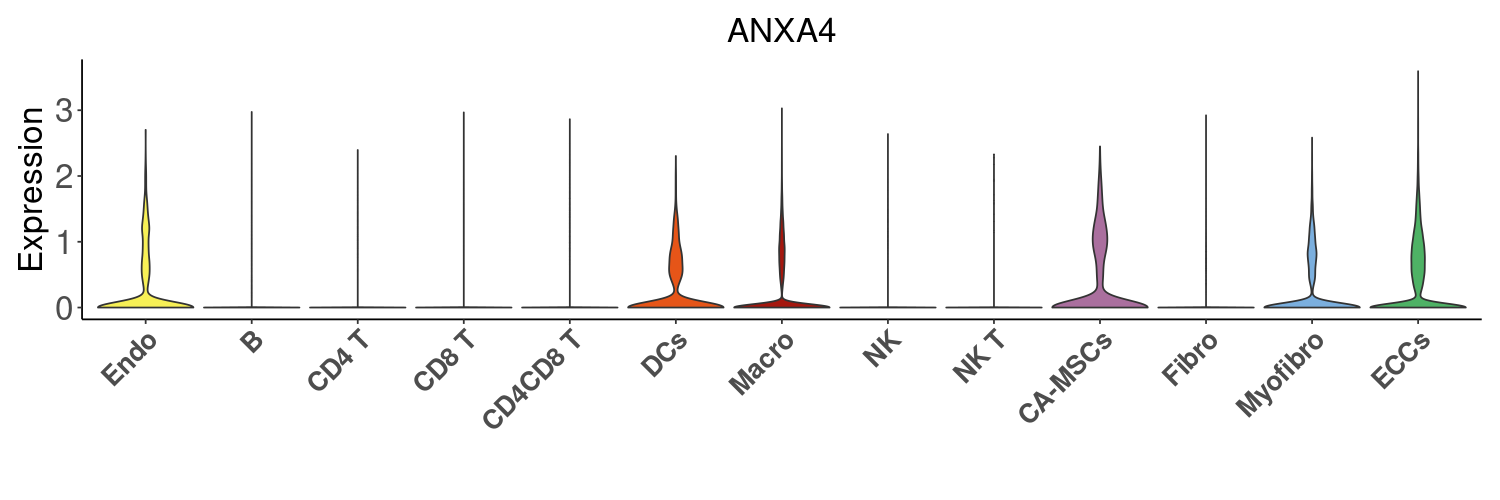 ANXA4
Expression
3
2
1
0
Endo
B
CD4 T
CD8 T
CD4CD8 T
DCs
Macro
NK
NK T
CA-MSCs
Fibro
Myofibro
ECCs